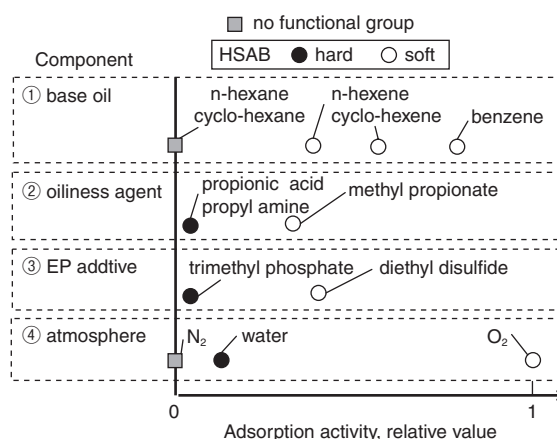 no functional group
HSAB hard soft
Component
① base oil
n-hexane
cyclo-hexane
n-hexene
cyclo-hexene
benzene
② oiliness agent
propionic acid
propyl amine
methyl propionate
③ EP addtive
trimethyl phosphate
diethyl disulfide
④ atmosphere
N₂
water
O₂
0
1
Adsorption activity, relative value